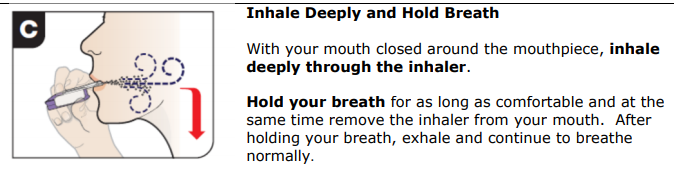 C
Inhale Deeply and Hold Breath
With your mouth closed around the mouthpiece, inhale
deeply through the inhaler.
Hold your breath for as long as comfortable and at the
same time remove the inhaler from your mouth.  After
holding your breath, exhale and continue to breathe
normally.